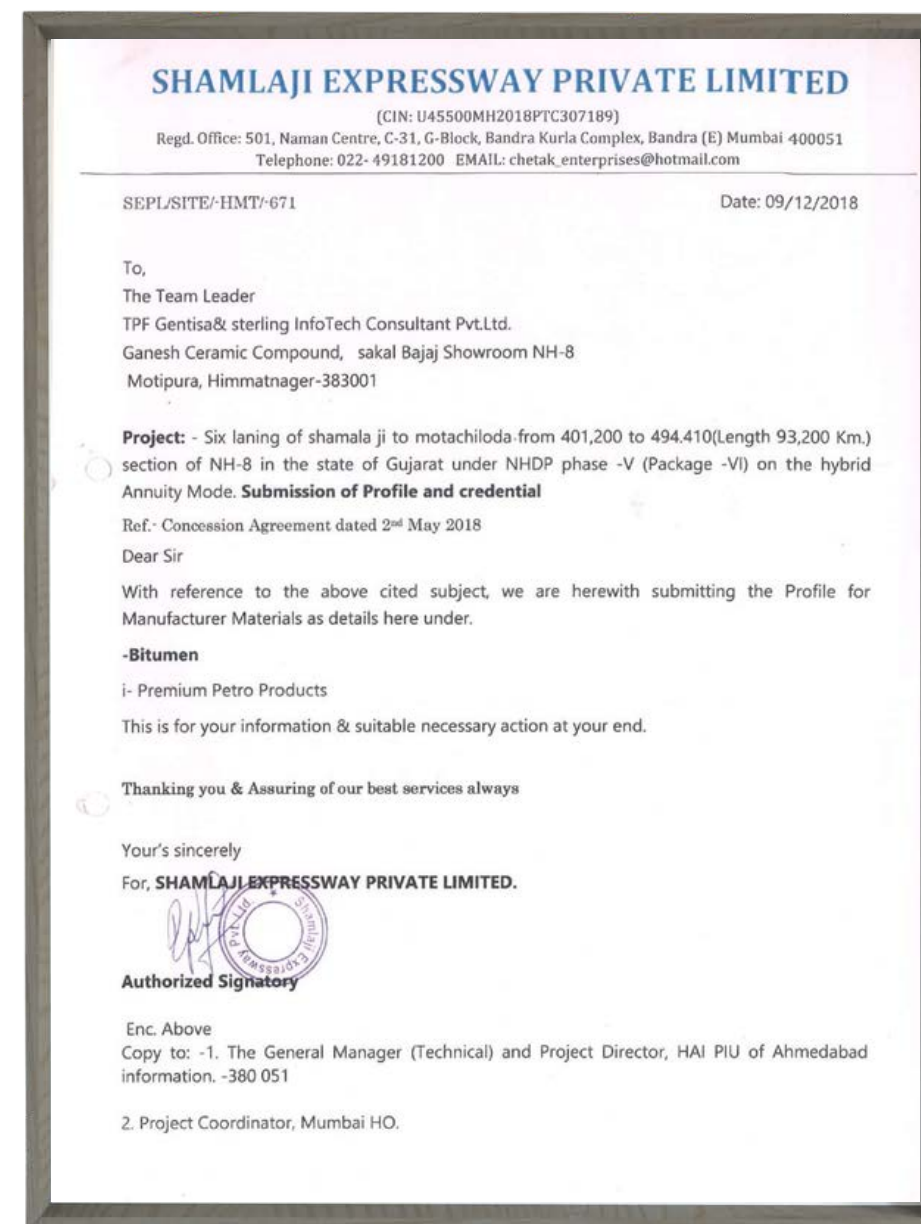 SHAMLAJI EXPRESSWAY PRIVATE LIMITED
(CIN: U45500MH2018PTC307189)
Regd. Office: 501, Naman Centre, C-31, G-Block, Bandra Kurla Complex, Bandra (E) Mumbai 400051
Telephone: 022- 49181200 EMAIL: chetak_enterprises@hotmail.com
SEPL/SITE/-HMT/-671 Date: 09/12/2018
To,
The Team Leader
TPF Gentisa& sterling InfoTech Consultant Pvt.Ltd.
Ganesh Ceramic Compound, sakal Bajaj Showroom NH-8
Motipura, Himmatnager-383001
Project: - Six laning of shamala ji to motachiloda from 401,200 to 494.410(Length 93,200 Km.)
section of NH-8 in the state of Gujarat under NHDP phase -V (Package -VI) on the hybrid
Annuity Mode. Submission of Profile and credential
Ref.- Concession Agreement dated 2nd May 2018
Dear Sir
With reference to the above cited subject, we are herewith submitting the Profile for
Manufacturer Materials as details here under.
-Bitumen
i- Premium Petro Products
This is for your information & suitable necessary action at your end.
Thanking you & Assuring of our best services always
Your's sincerely
For, SHAMLAJI EXPRESSWAY PRIVATE LIMITED.
Shamlaji Expressway Pvt. Ltd.
Authorized Signatory
Enc. Above
Copy to: -1. The General Manager (Technical) and Project Director, HAI PIU of Ahmedabad
information. -380 051
2. Project Coordinator, Mumbai HO.